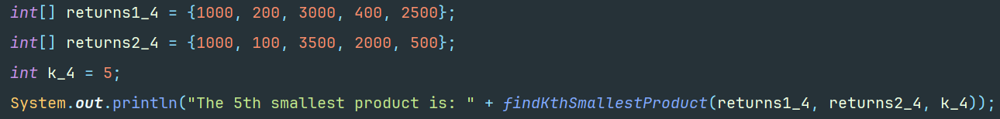 int[] returns1_4 = {1000, 200, 3000, 400, 2500};
int[] returns2_4 = {1000, 100, 3500, 2000, 500};
int k_4 = 5;
System.out.println("The 5th smallest product is: " + findKthSmallestProduct(returns1_4, returns2_4, k_4));